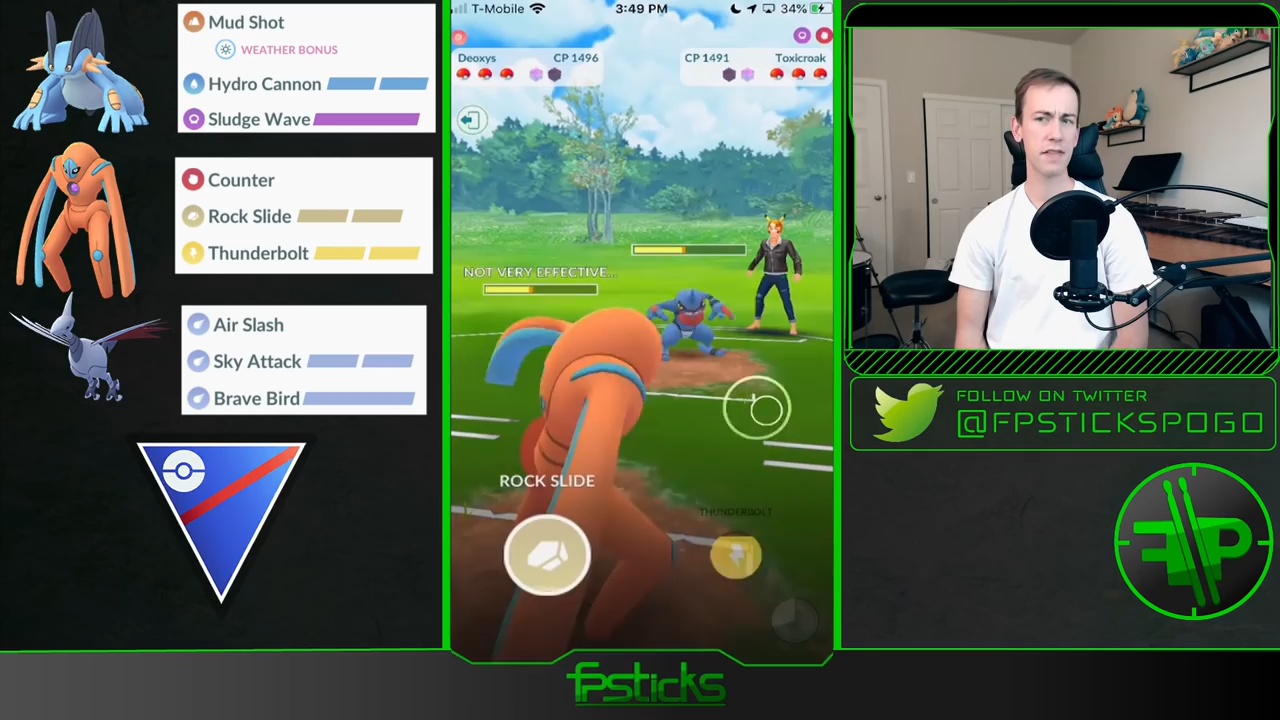 Mud Shot
WEATHER BONUS
Hydro Cannon
Sludge Wave
Counter
Rock Slide
Thunderbolt
Air Slash
Sky Attack
Brave Bird
T-Mobile 3:49 PM 34%
Deoxys CP 1496 CP 1491 Toxicroak
NOT VERY EFFECTIVE...
ROCK SLIDE
THUNDERBOLT
FOLLOW ON TWITTER
@FPSTICKSPOGO
FP
fpsticks